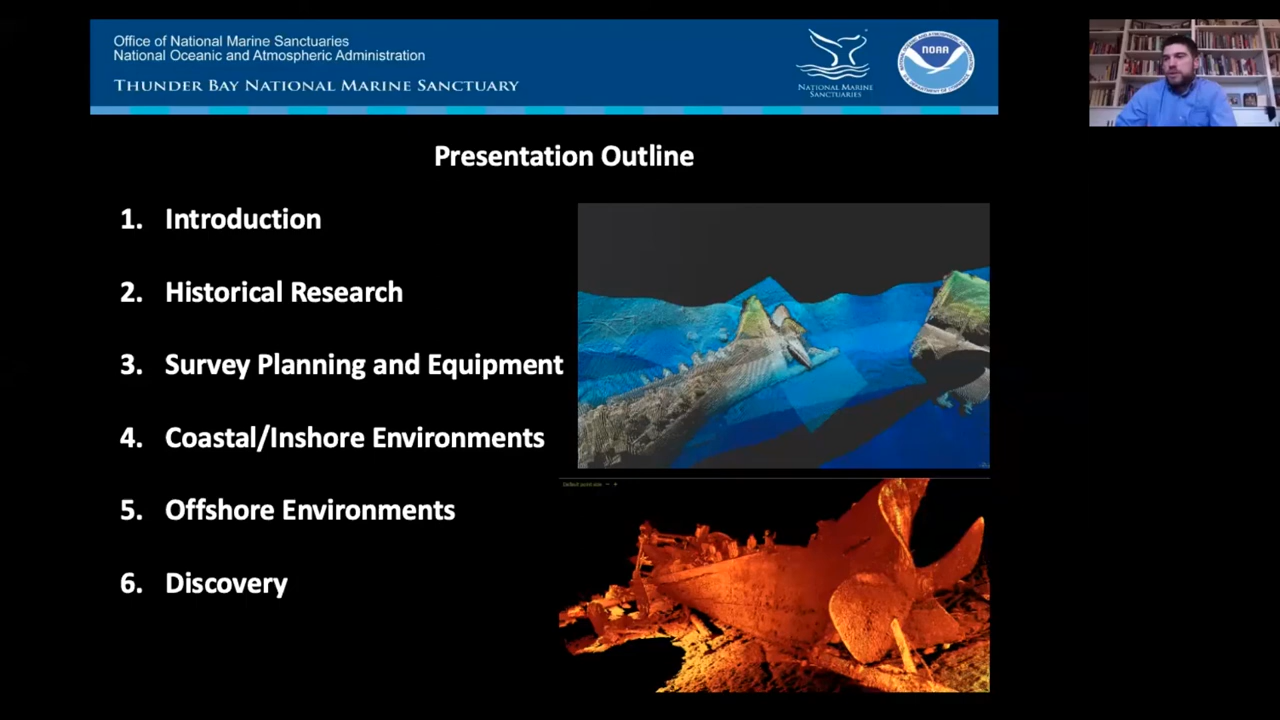 Office of National Marine Sanctuaries
National Oceanic and Atmospheric Administration
THUNDER BAY NATIONAL MARINE SANCTUARY
NATIONAL MARINE
SANCTUARIES
NOAA
Presentation Outline
1. Introduction
2. Historical Research
3. Survey Planning and Equipment
4. Coastal/Inshore Environments
5. Offshore Environments
6. Discovery